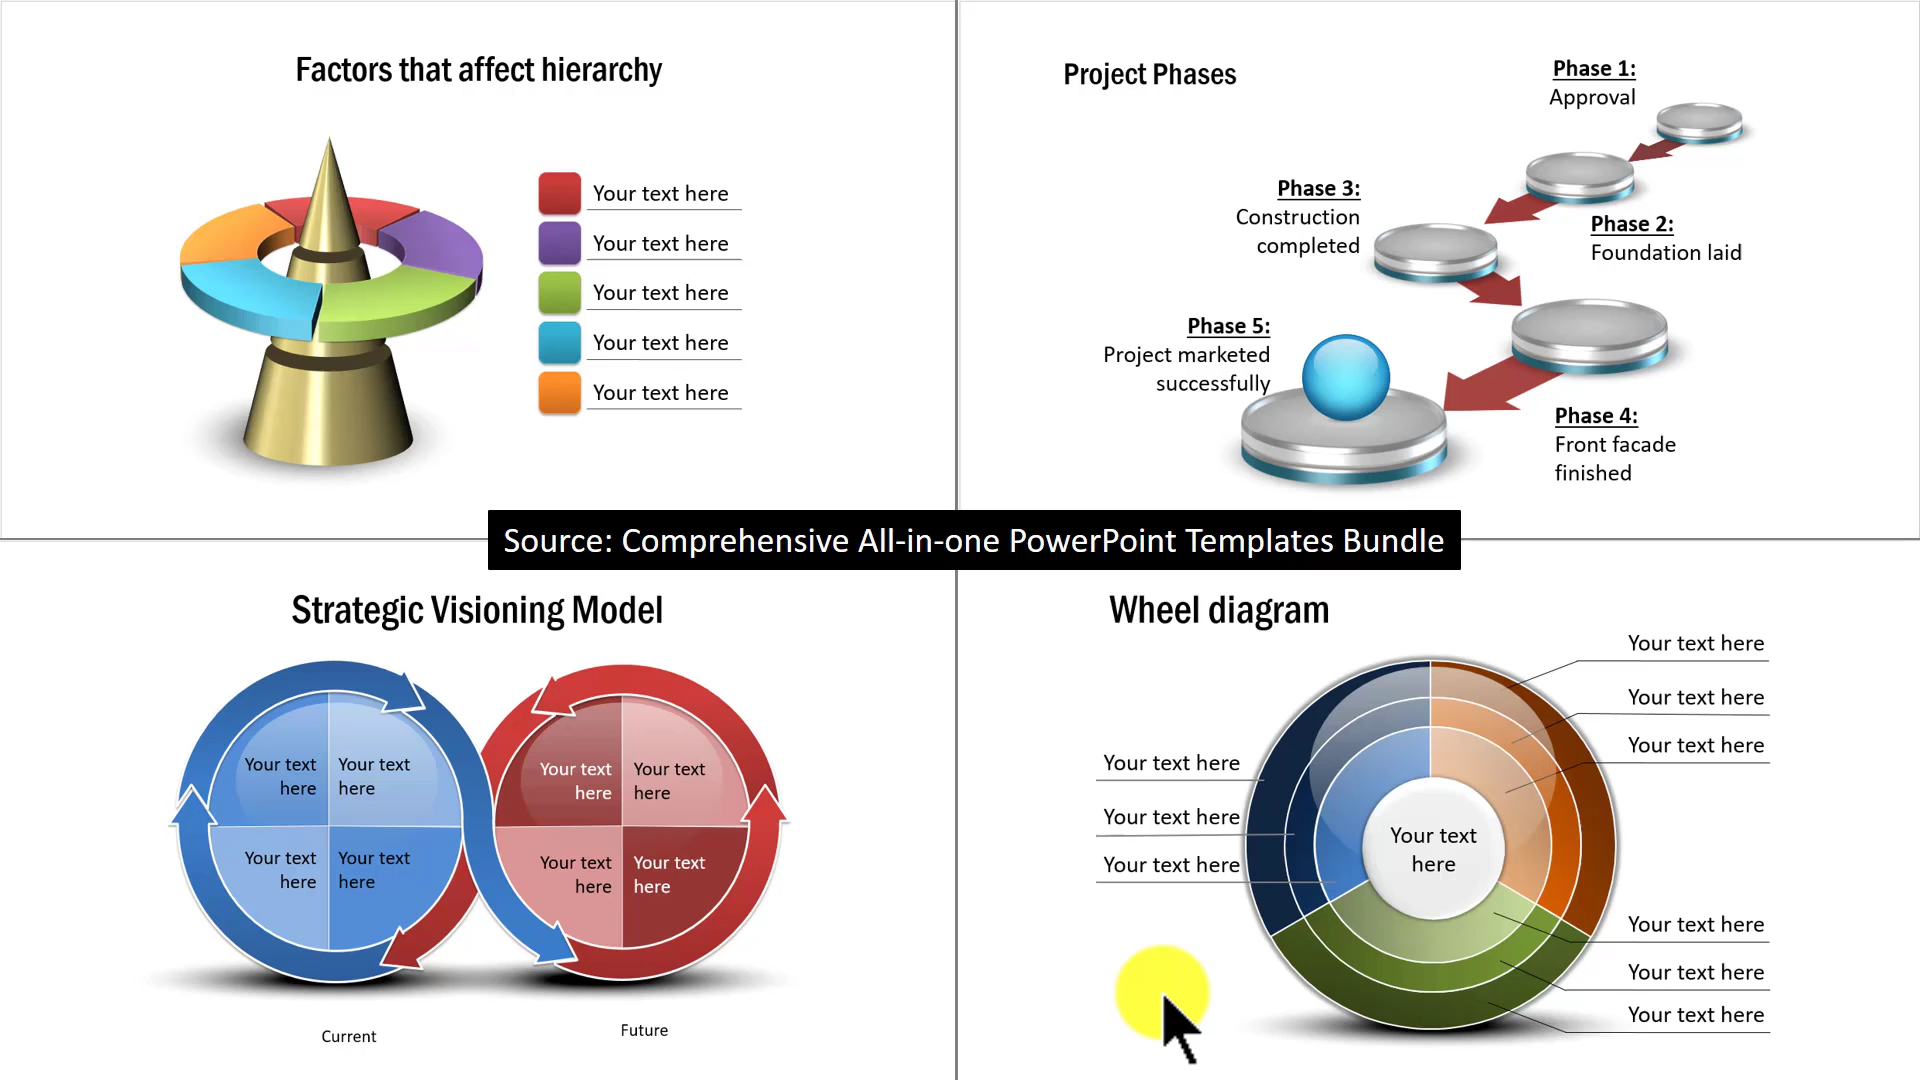 Factors that affect hierarchy
Your text here
Your text here
Your text here
Your text here
Your text here
Project Phases
Phase 1:
Approval
Phase 3:
Construction
completed
Phase 2:
Foundation laid
Phase 5:
Project marketed
successfully
Phase 4:
Front facade
finished
Source: Comprehensive All-in-one PowerPoint Templates Bundle
Strategic Visioning Model
Your text
here
Your text
here
Your text
here
Your text
here
Your text
here
Your text
here
Your text
here
Your text
here
Current
Future
Wheel diagram
Your text here
Your text here
Your text here
Your text here
Your text here
Your text here
Your text
here
Your text here
Your text here
Your text here